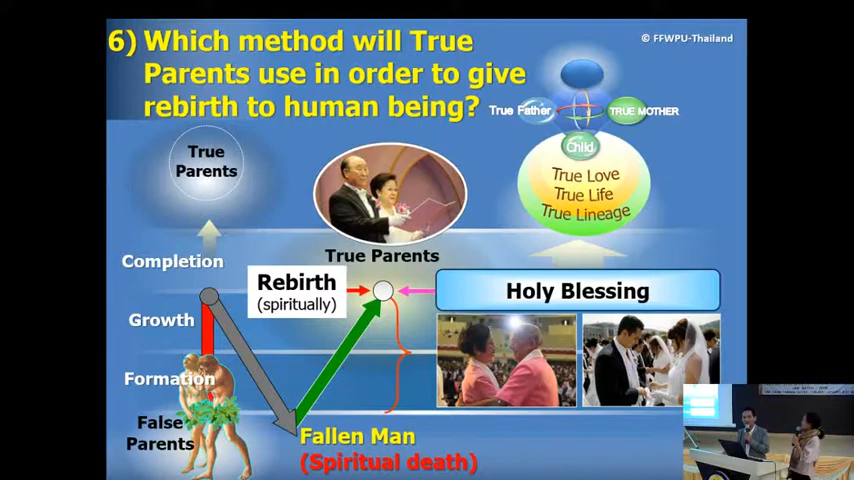 6) Which method will True
Parents use in order to give
rebirth to human being?
© FFWPU-Thailand
True Father
TRUE MOTHER
Child
True Love
True Life
True Lineage
True
Parents
True Parents
Completion
Rebirth
(spiritually)
Holy Blessing
Growth
Formation
False
Parents
Fallen Man
(Spiritual death)